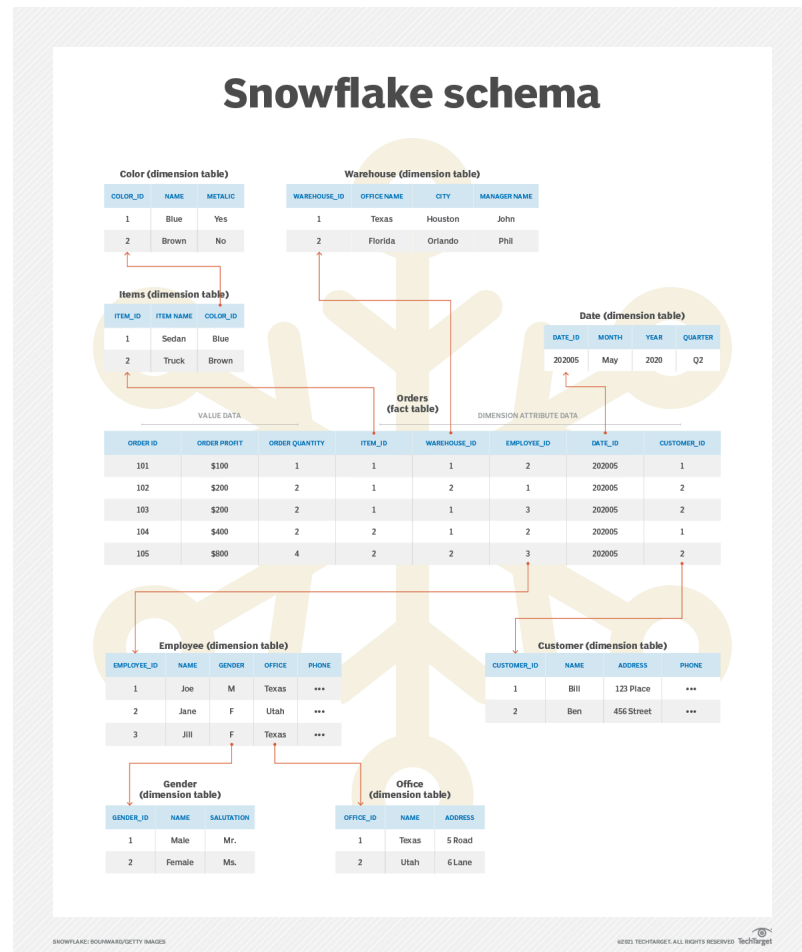 Snowflake schema
Color (dimension table)
COLOR_ID NAME METALIC
1 Blue Yes
2 Brown No
Warehouse (dimension table)
WAREHOUSE_ID OFFICE NAME CITY MANAGER NAME
1 Texas Houston John
2 Florida Orlando Phil
Items (dimension table)
ITEM_ID ITEM NAME COLOR_ID
1 Sedan Blue
2 Truck Brown
Date (dimension table)
DATE_ID MONTH YEAR QUARTER
202005 May 2020 Q2
Orders
(fact table)
VALUE DATA
DIMENSION ATTRIBUTE DATA
ORDER ID ORDER PROFIT ORDER QUANTITY ITEM_ID WAREHOUSE_ID EMPLOYEE_ID DATE_ID CUSTOMER_ID
101 $100 1 1 1 2 202005 1
102 $200 2 1 2 1 202005 2
103 $200 2 1 1 3 202005 2
104 $400 2 2 1 2 202005 1
105 $800 4 2 2 3 202005 2
Employee (dimension table)
EMPLOYEE_ID NAME GENDER OFFICE PHONE
1 Joe M Texas •••
2 Jane F Utah •••
3 Jill F Texas •••
Customer (dimension table)
CUSTOMER_ID NAME ADDRESS PHONE
1 Bill 123 Place •••
2 Ben 456 Street •••
Gender
(dimension table)
GENDER_ID NAME SALUTATION
1 Male Mr.
2 Female Ms.
Office
(dimension table)
OFFICE_ID NAME ADDRESS
1 Texas 5 Road
2 Utah 6 Lane
SNOWFLAKE: BOUNWARD/GETTY IMAGES
©2021 TECHTARGET. ALL RIGHTS RESERVED TechTarget